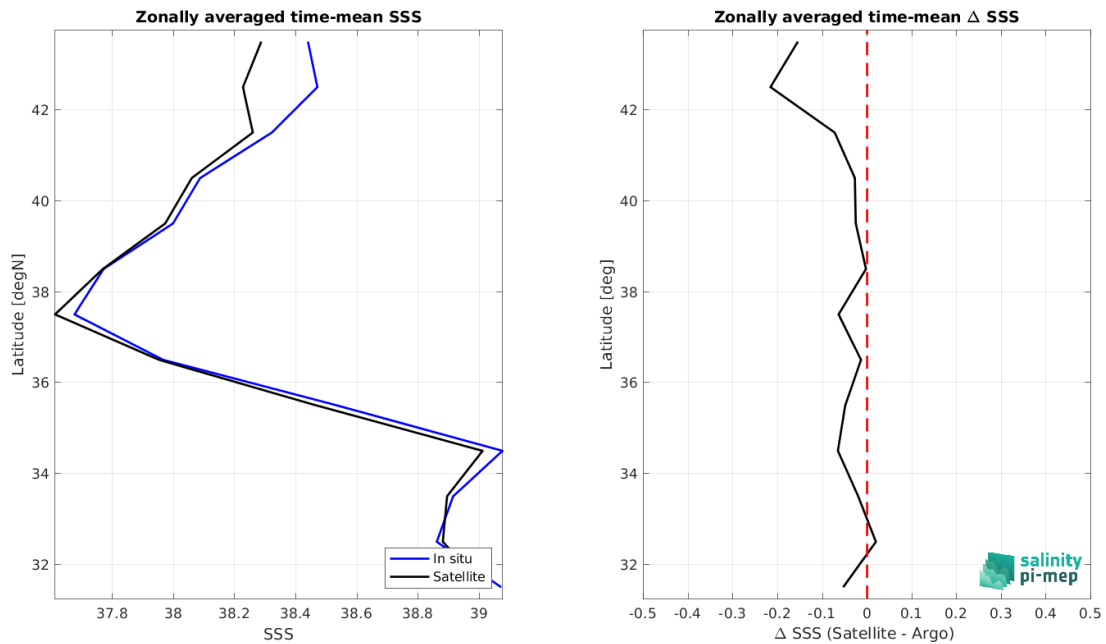 Zonally averaged time-mean SSS
42
40
38
36
34
32
Latitude [degN]
37.8 38 38.2 38.4 38.6 38.8 39
SSS
In situ
Satellite
Zonally averaged time-mean Δ SSS
42
40
38
36
34
32
Latitude [deg]
-0.5 -0.4 -0.3 -0.2 -0.1 0 0.1 0.2 0.3 0.4 0.5
Δ SSS (Satellite - Argo)
salinity
pi-mep